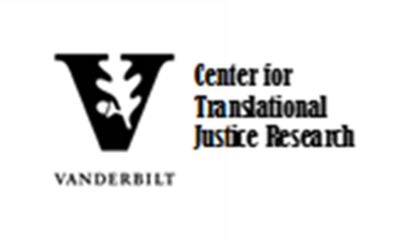 V
VANDERBILT
Center for
Translational
Justice Research